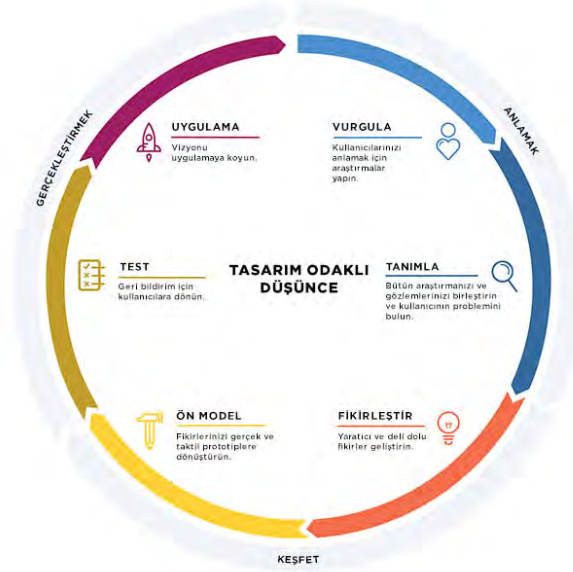 UYGULAMA
Vizyonu
uygulamaya koyun.
VURGULA
Kullanıcılarınızı
anlamak için
araştırmalar
yapın.
ANLAMAK
GERÇEKLEŞTİRMEK
TEST
Geri bildirim için
kullanıcılara dönün.
TASARIM ODAKLI
DÜŞÜNCE
TANIMLA
Bütün araştırmanızı ve
gözlemlerinizi birleştirin
ve kullanıcının problemini
bulun.
ÖN MODEL
Fikirlerinizi gerçek ve
taktil prototiplere
dönüştürün.
FİKİRLEŞTİR
Yaratıcı ve deli dolu
fikirler geliştirin.
KEŞFET